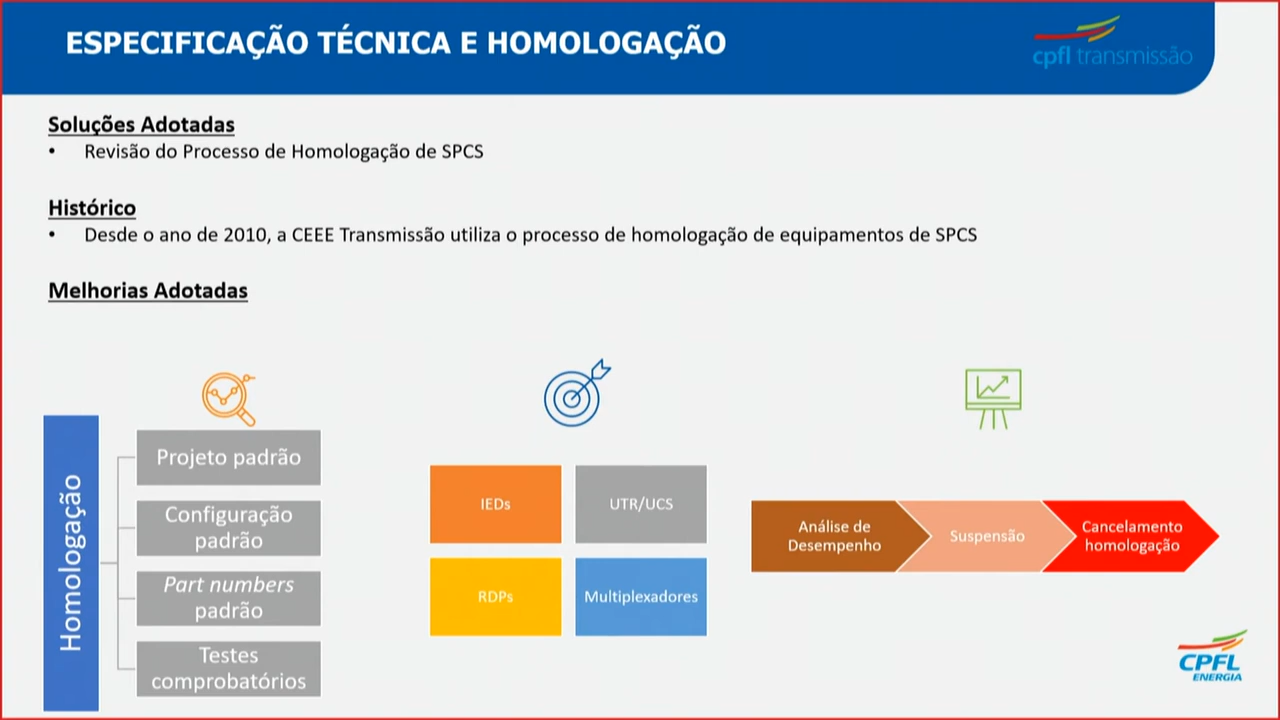 ESPECIFICAÇÃO TÉCNICA E HOMOLOGAÇÃO
cpfl transmissão
Soluções Adotadas
• Revisão do Processo de Homologação de SPCS
Histórico
• Desde o ano de 2010, a CEEE Transmissão utiliza o processo de homologação de equipamentos de SPCS
Melhorias Adotadas
Homologação
Projeto padrão
Configuração
padrão
Part numbers
padrão
Testes
comprobatórios
IEDs
UTR/UCS
RDPs
Multiplexadores
Análise de
Desempenho
Suspensão
Cancelamento
homologação
CPFL
ENERGIA